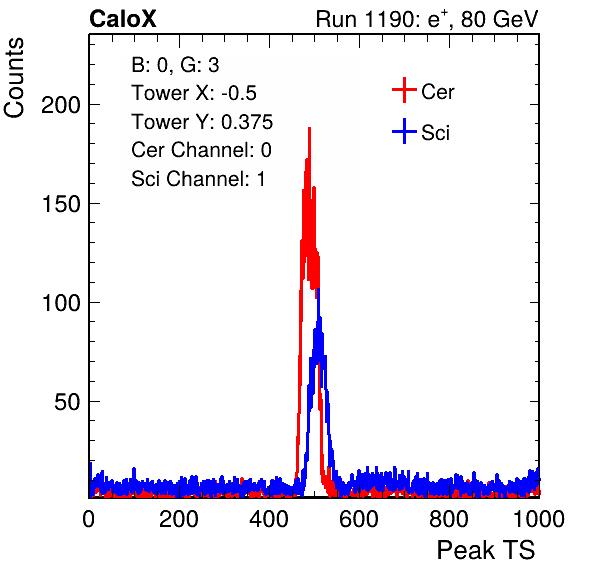 CaloX Run 1190: e⁺, 80 GeV
Counts
B: 0, G: 3
Tower X: -0.5
Tower Y: 0.375
Cer Channel: 0
Sci Channel: 1
Cer
Sci
200
150
100
50
0 200 400 600 800 1000
Peak TS